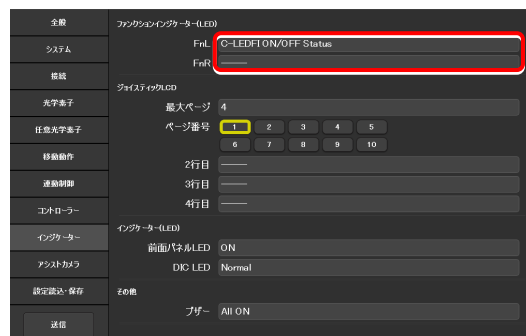 全般
システム
接続
光学素子
任意光学素子
移動動作
連動制御
コントローラー
インジケーター
アシストカメラ
設定読込・保存
送信
ファンクションインジケーター(LED)
FnL C-LEDFI ON/OFF Status
FnR ―――
ジョイスティックLCD
最大ページ 4
ページ番号 1 2 3 4 5
6 7 8 9 10
2行目 ―――
3行目 ―――
4行目 ―――
インジケーター(LED)
前面パネルLED ON
DIC LED Normal
その他
ブザー All ON